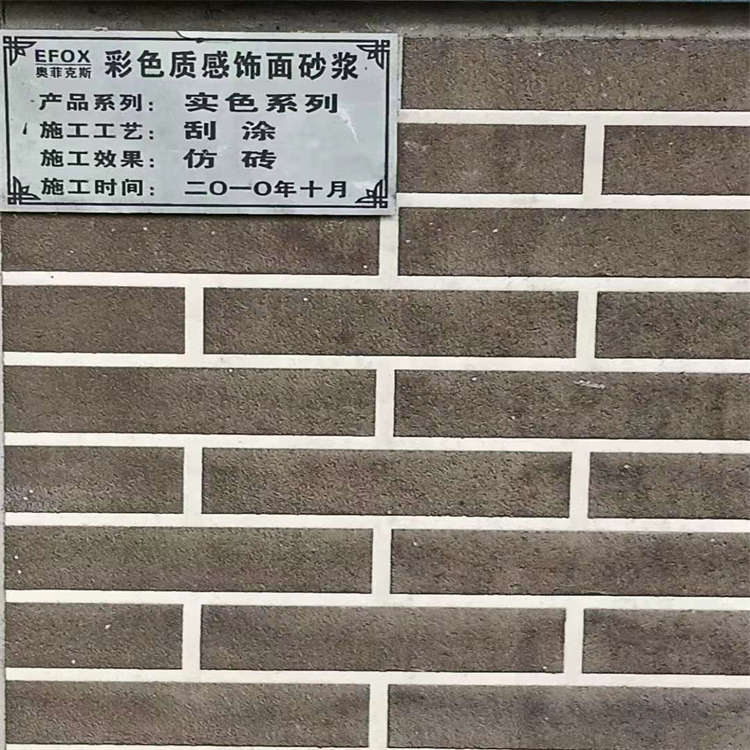 EFOX 奥菲克斯 彩色质感饰面砂浆
产品系列：实色系列
施工工艺：刮 涂
施工效果：仿 砖
施工时间：二〇一〇年十月